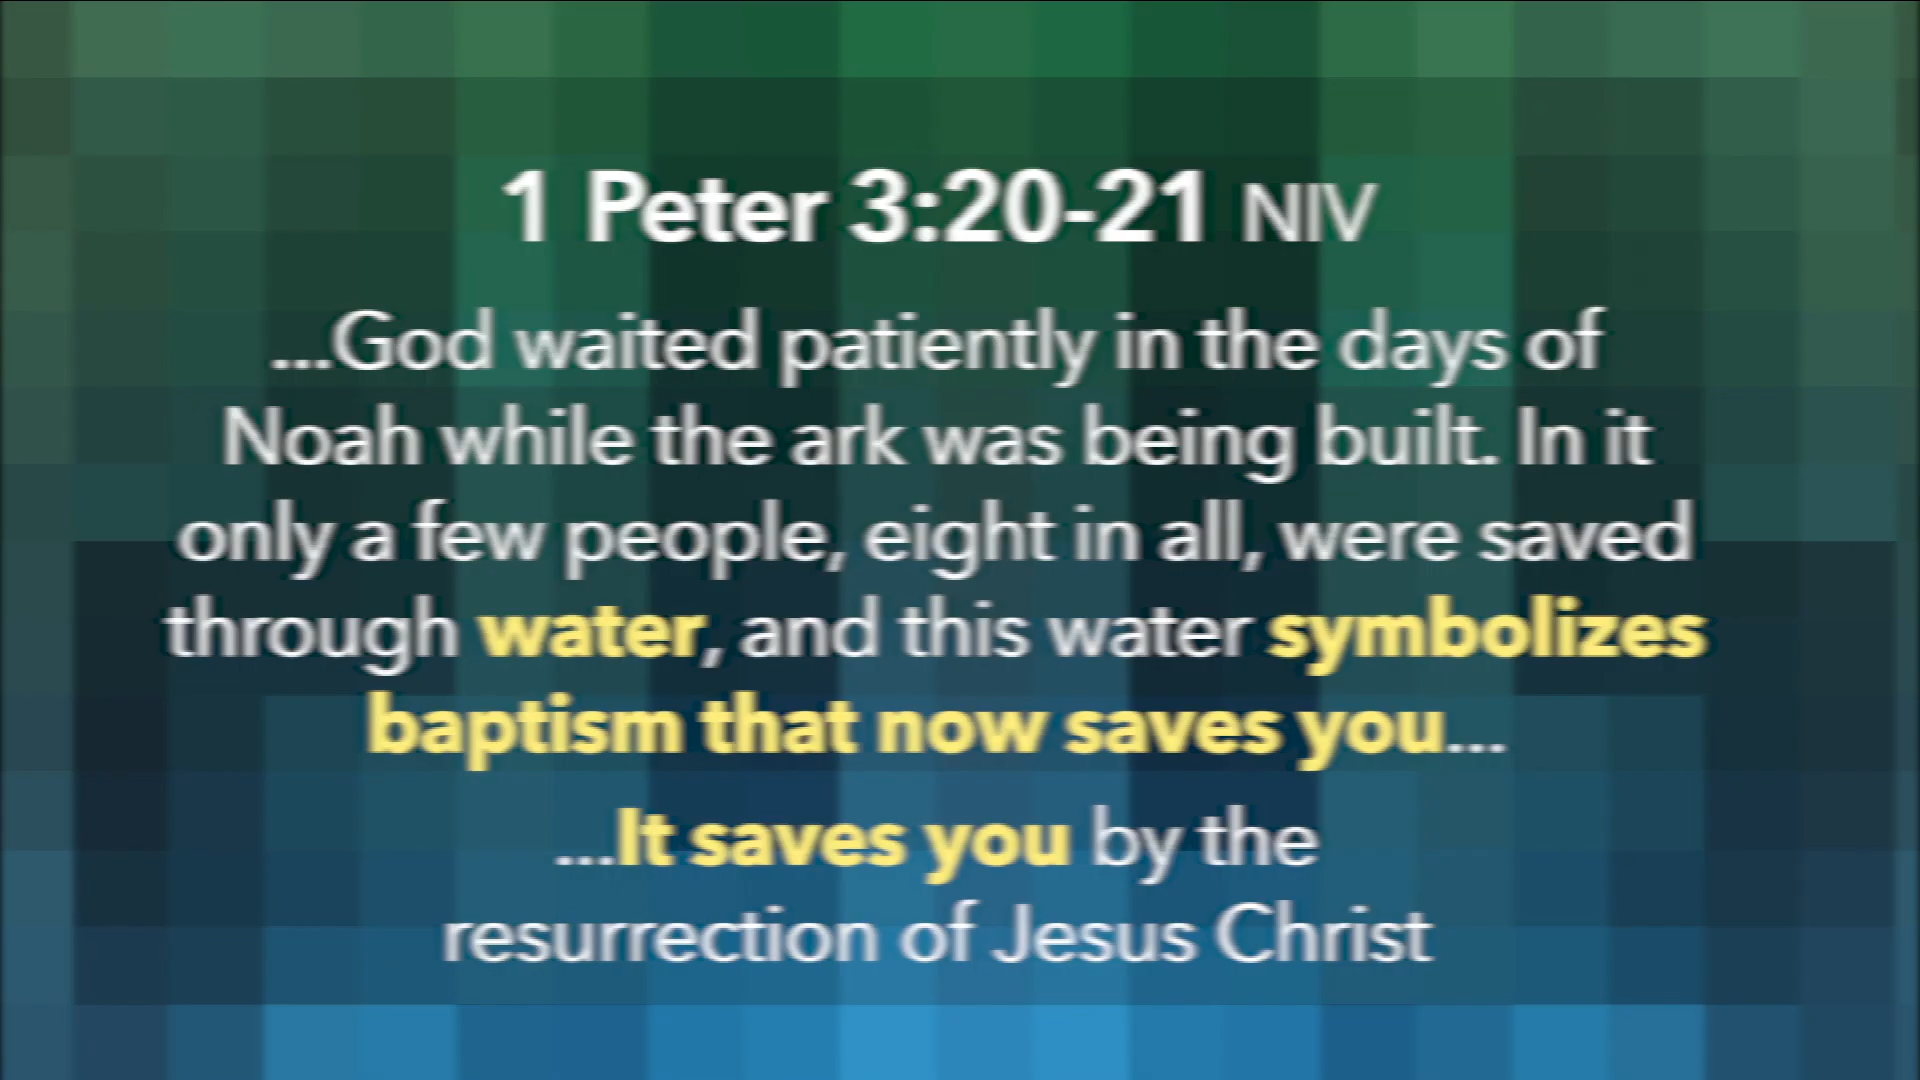 1 Peter 3:20-21 NIV
...God waited patiently in the days of
Noah while the ark was being built. In it
only a few people, eight in all, were saved
through water, and this water symbolizes
baptism that now saves you...
...It saves you by the
resurrection of Jesus Christ